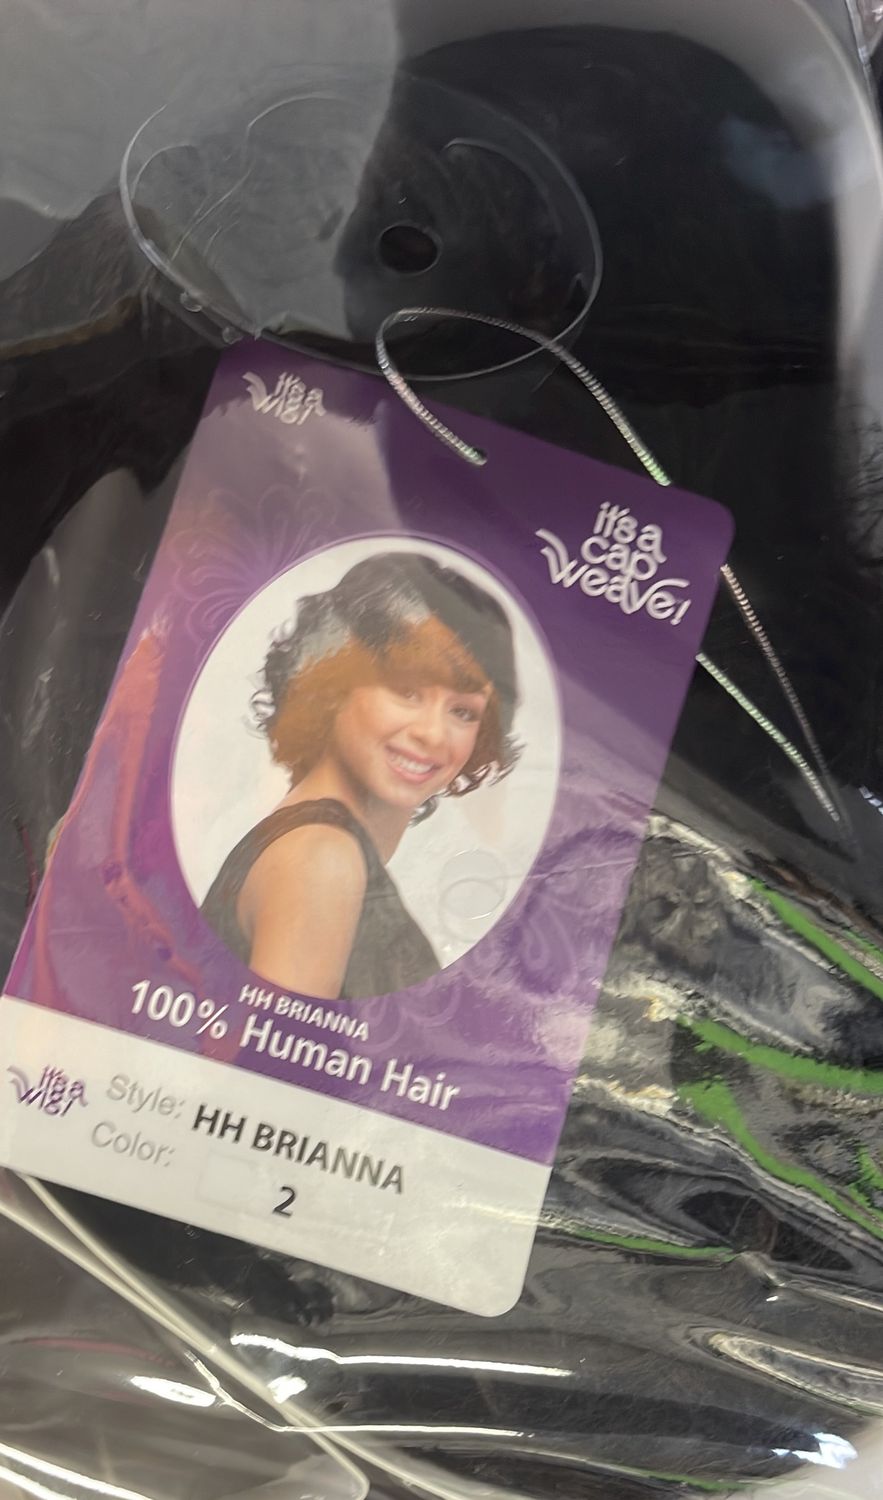 it's a
wig!
it's a
cap
weave!
HH BRIANNA
100% Human Hair
it's a
wig!
Style: HH BRIANNA
Color: 2